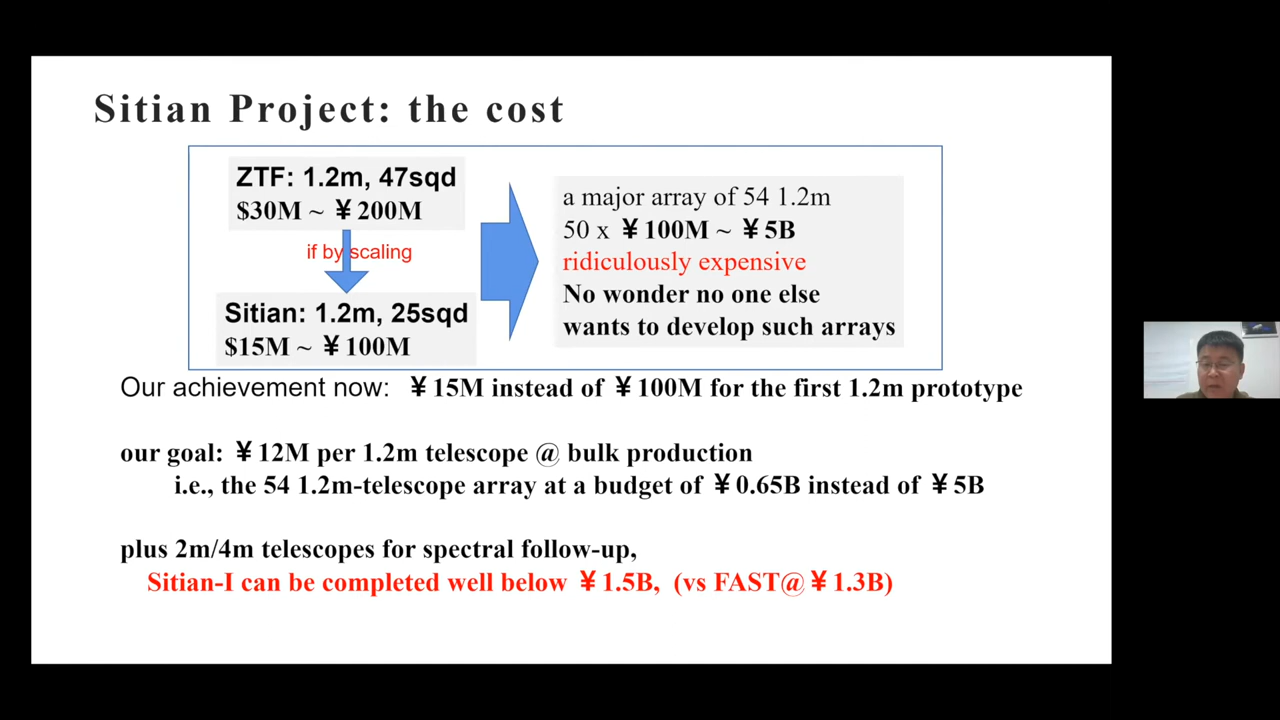 Sitian Project: the cost
ZTF: 1.2m, 47sqd
$30M ~ ¥200M
if by scaling
Sitian: 1.2m, 25sqd
$15M ~ ¥100M
a major array of 54 1.2m
50 x ¥100M ~ ¥5B
ridiculously expensive
No wonder no one else
wants to develop such arrays
Our achievement now: ¥15M instead of ¥100M for the first 1.2m prototype
our goal: ¥12M per 1.2m telescope @ bulk production
i.e., the 54 1.2m-telescope array at a budget of ¥0.65B instead of ¥5B
plus 2m/4m telescopes for spectral follow-up,
Sitian-I can be completed well below ¥1.5B, (vs FAST@¥1.3B)